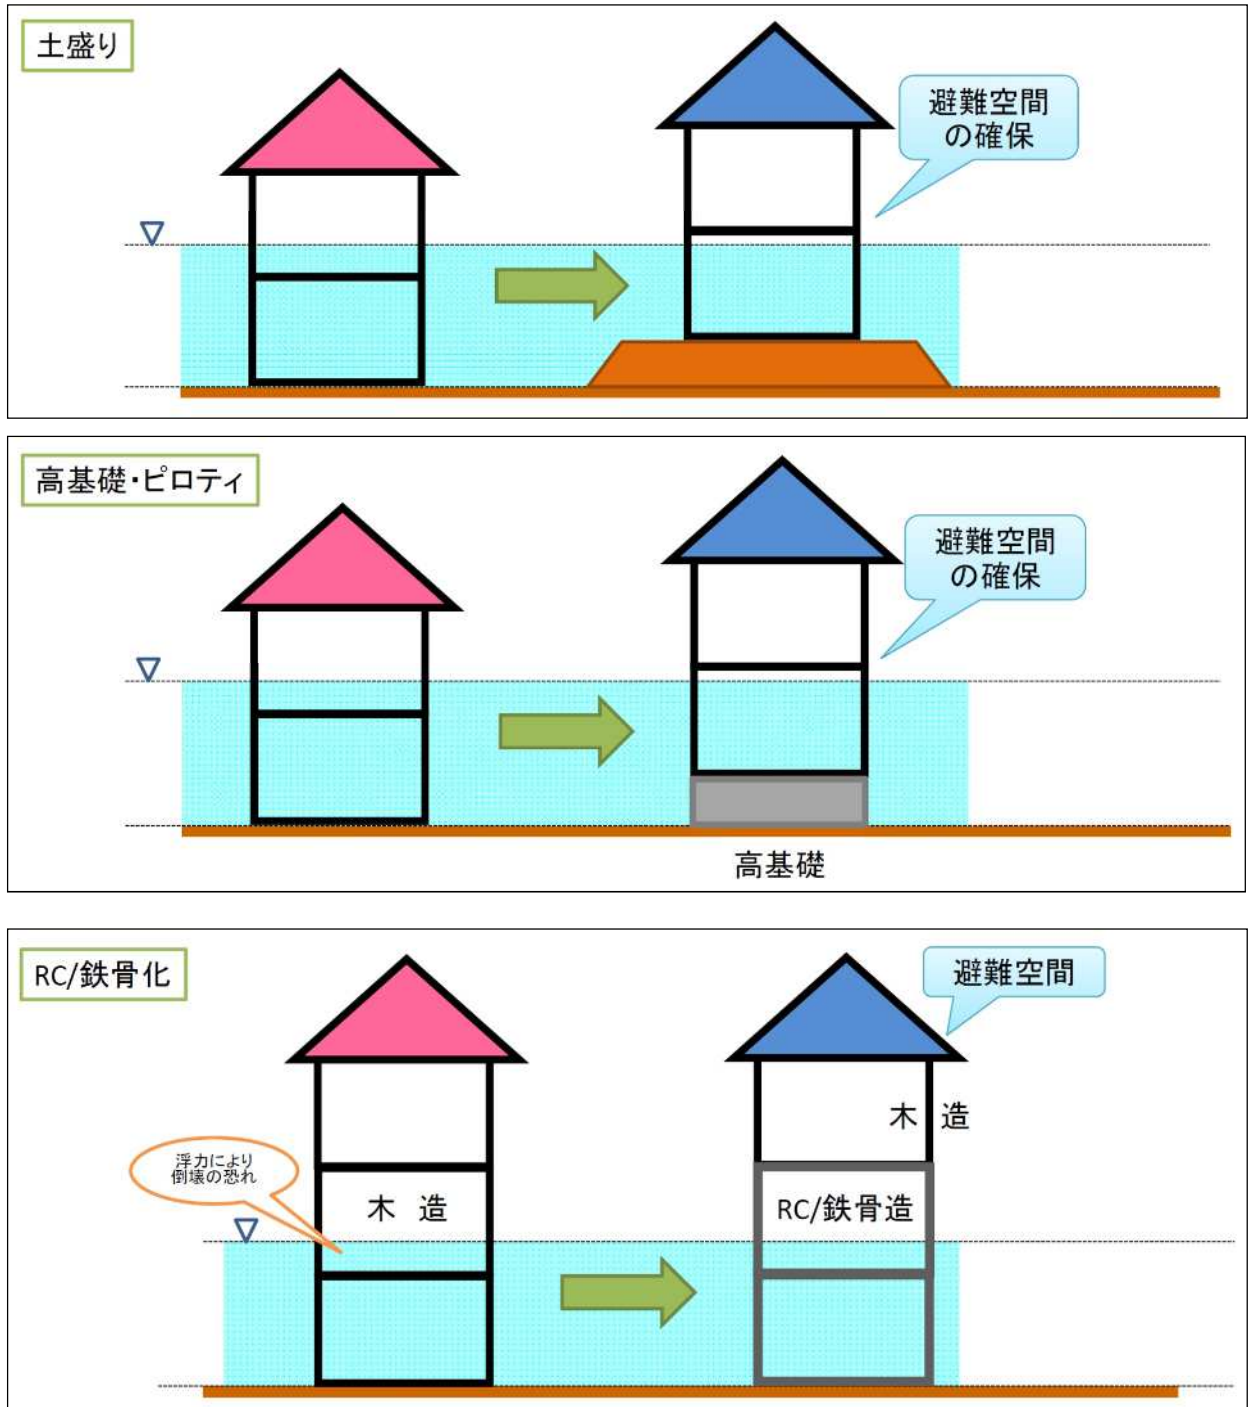 土盛り
避難空間
の確保
高基礎・ピロティ
避難空間
の確保
高基礎
RC/鉄骨化
避難空間
木 造
浮力により
倒壊の恐れ
木 造
RC/鉄骨造